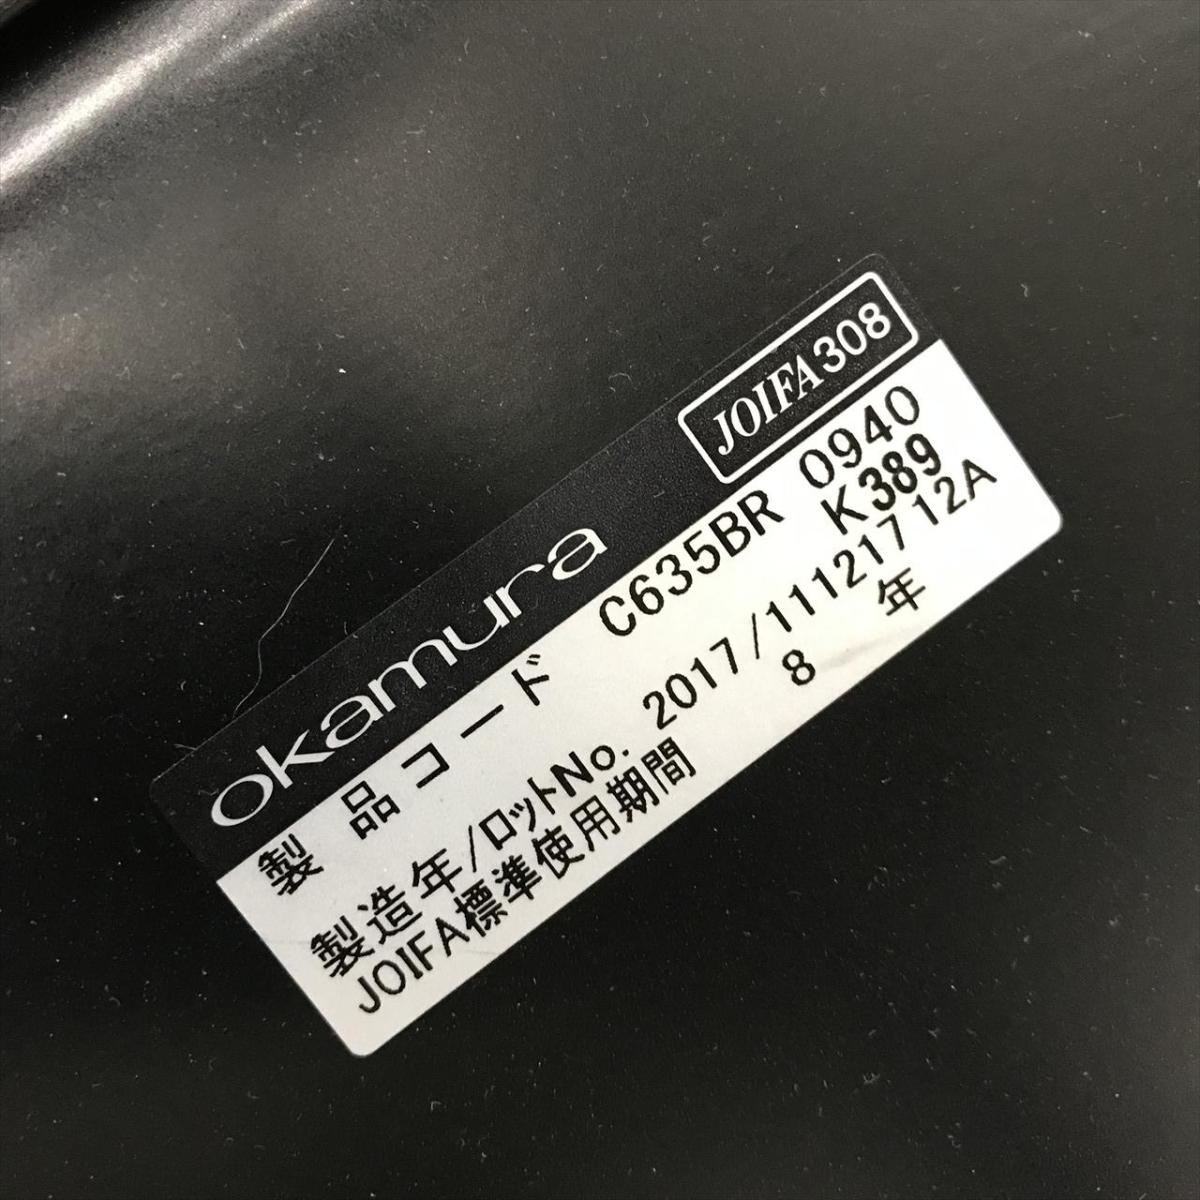 okamura JOIFA308
製品コード C635BR 0940
K389
製造年/ロットNo. 2017/11121712A
JOIFA標準使用期間 8 年